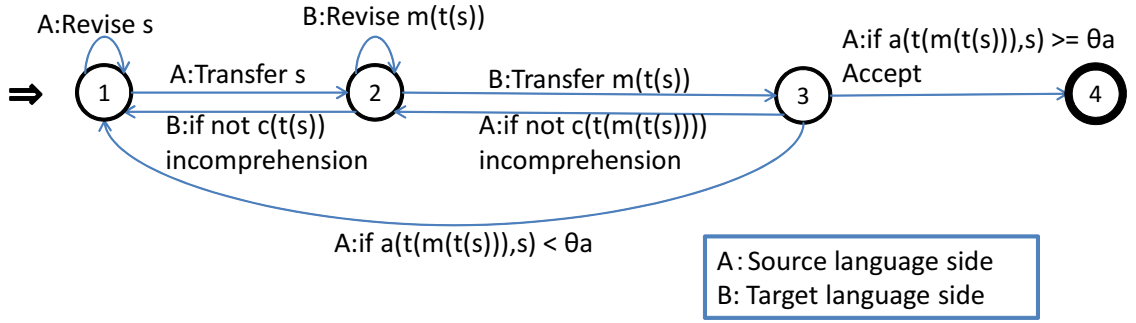 A:Revise s
B:Revise m(t(s))
A:if a(t(m(t(s))),s) >= θa
Accept
A:Transfer s
B:Transfer m(t(s))
⇒
1
2
3
4
B:if not c(t(s))
incomprehension
A:if not c(t(m(t(s))))
incomprehension
A:if a(t(m(t(s))),s) < θa
A: Source language side
B: Target language side